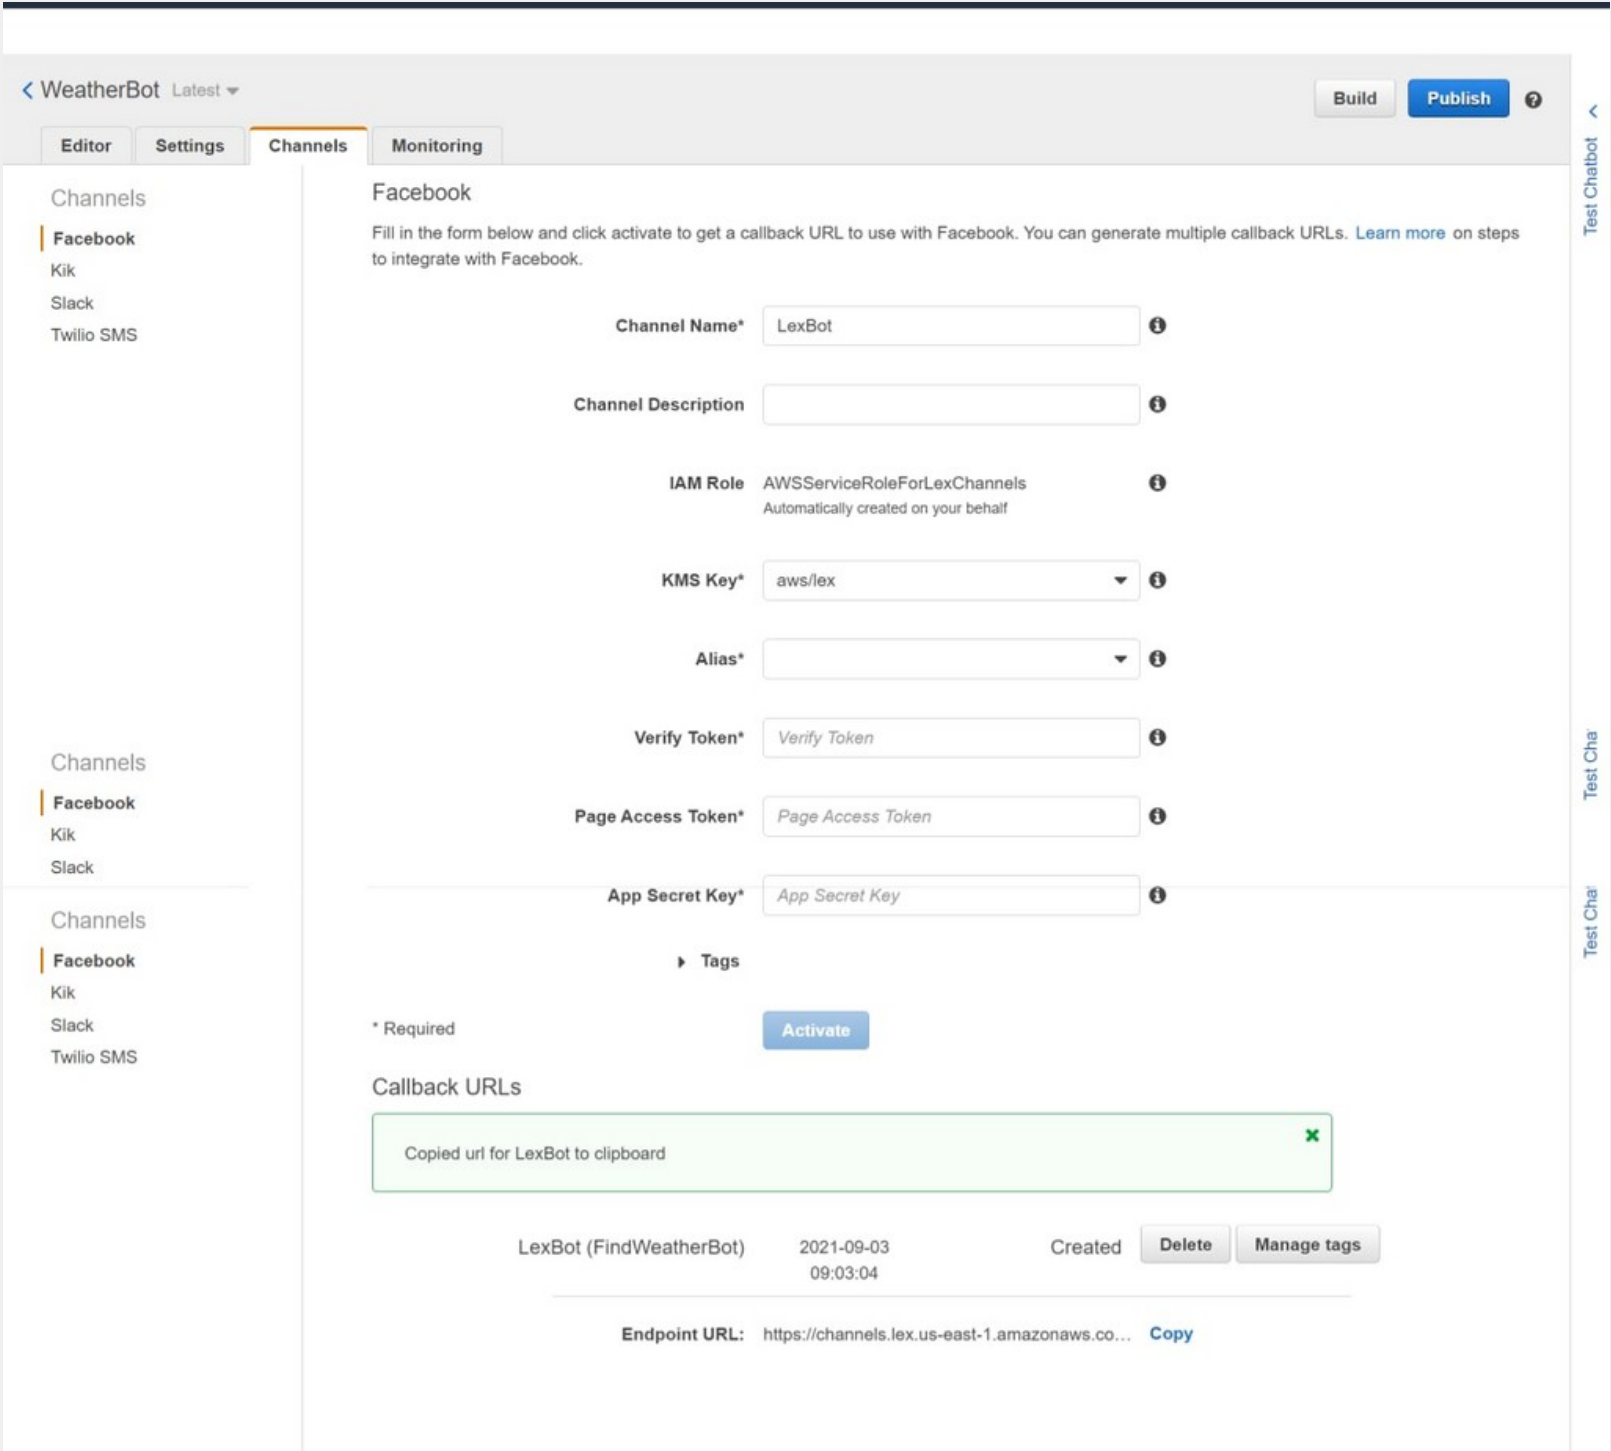 WeatherBot Latest
Build
Publish
Editor
Settings
Channels
Monitoring
Test Chatbot
Channels
Facebook
Kik
Slack
Twilio SMS
Facebook
Fill in the form below and click activate to get a callback URL to use with Facebook. You can generate multiple callback URLs. Learn more on steps
to integrate with Facebook.
Channel Name* LexBot
Channel Description
IAM Role AWSServiceRoleForLexChannels
Automatically created on your behalf
KMS Key* aws/lex
Alias*
Verify Token* Verify Token
Page Access Token* Page Access Token
App Secret Key* App Secret Key
Tags
* Required
Activate
Channels
Facebook
Kik
Slack
Test Cha
Channels
Facebook
Kik
Slack
Twilio SMS
Test Cha
Callback URLs
Copied url for LexBot to clipboard
LexBot (FindWeatherBot) 2021-09-03 Created Delete Manage tags
09:03:04
Endpoint URL: https://channels.lex.us-east-1.amazonaws.co... Copy